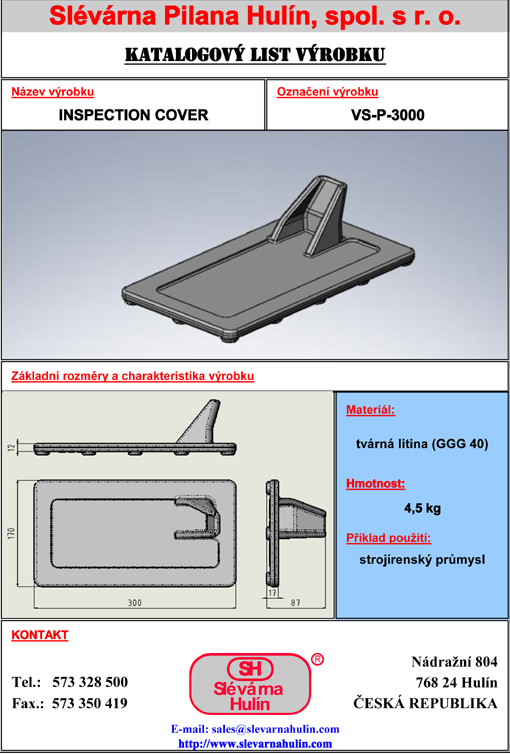 Slévárna Pilana Hulín, spol. s r. o.
KATALOGOVÝ LIST VÝROBKU
Název výrobku
INSPECTION COVER
Označení výrobku
VS-P-3000
Základní rozměry a charakteristika výrobku
12
170
300
17
87
Materiál:
tvárná litina (GGG 40)
Hmotnost:
4,5 kg
Příklad použití:
strojírenský průmysl
KONTAKT
Tel.: 573 328 500
Fax.: 573 350 419
SH
Slévárna
Hulín
®
Nádražní 804
768 24 Hulín
ČESKÁ REPUBLIKA
E-mail: sales@slevarnahulin.com
http://www.slevarnahulin.com